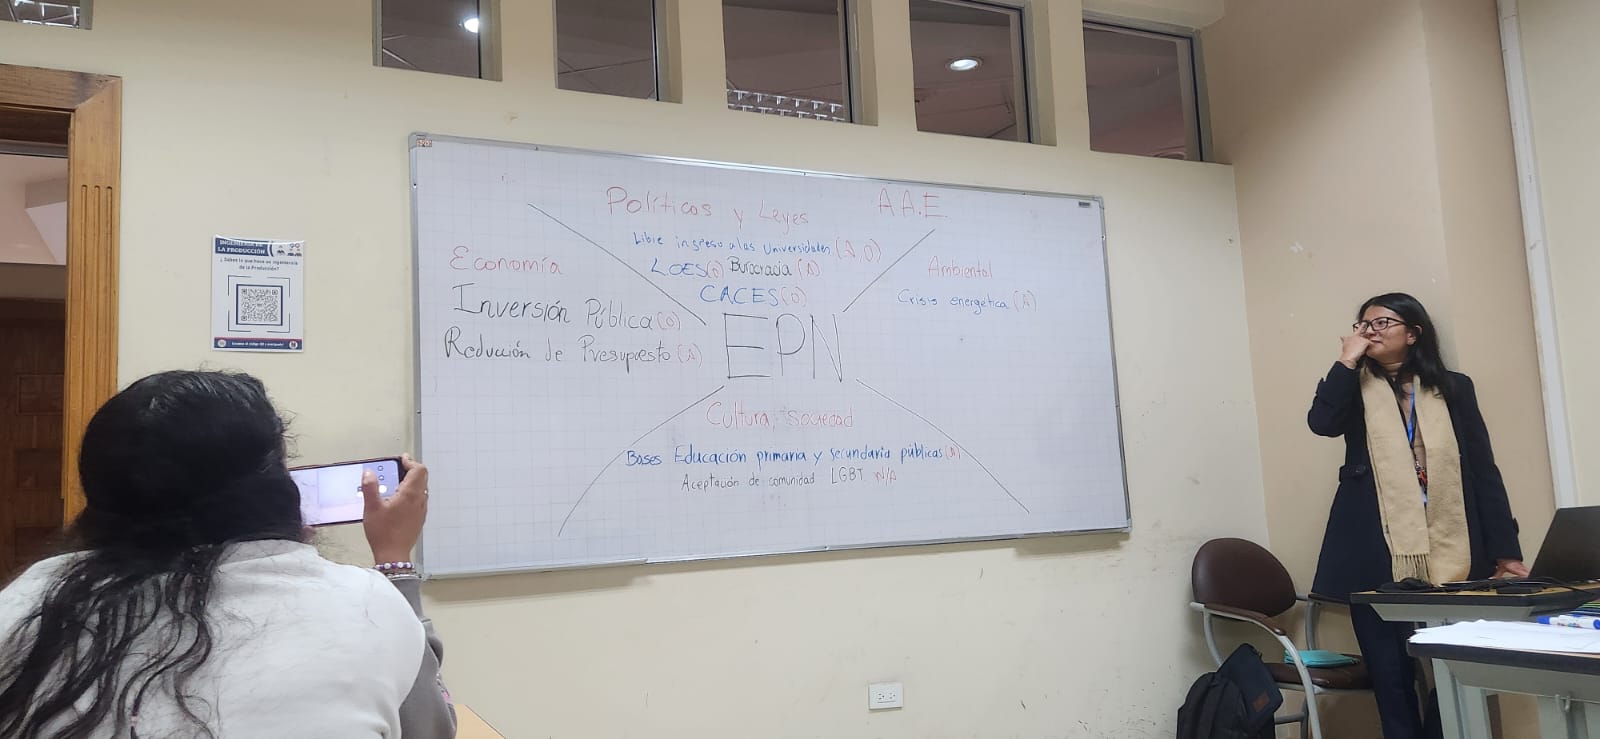 Políticas y Leyes
A A.E.
Libre ingreso a las Universidades (A, O)
LOES(O) Burocracia (A)
CACES(O)
Economía
Inversión Pública (O)
Reducción de Presupuesto (A)
Ambiental
Crisis energética (A)
EPN
Cultura, sociedad
Bases Educación primaria y secundaria públicas (A)
Aceptación de comunidad LGBT N/A
INGENIERÍA DE
LA PRODUCCIÓN
¿Sabes lo que hace un ingeniero
de la Producción?